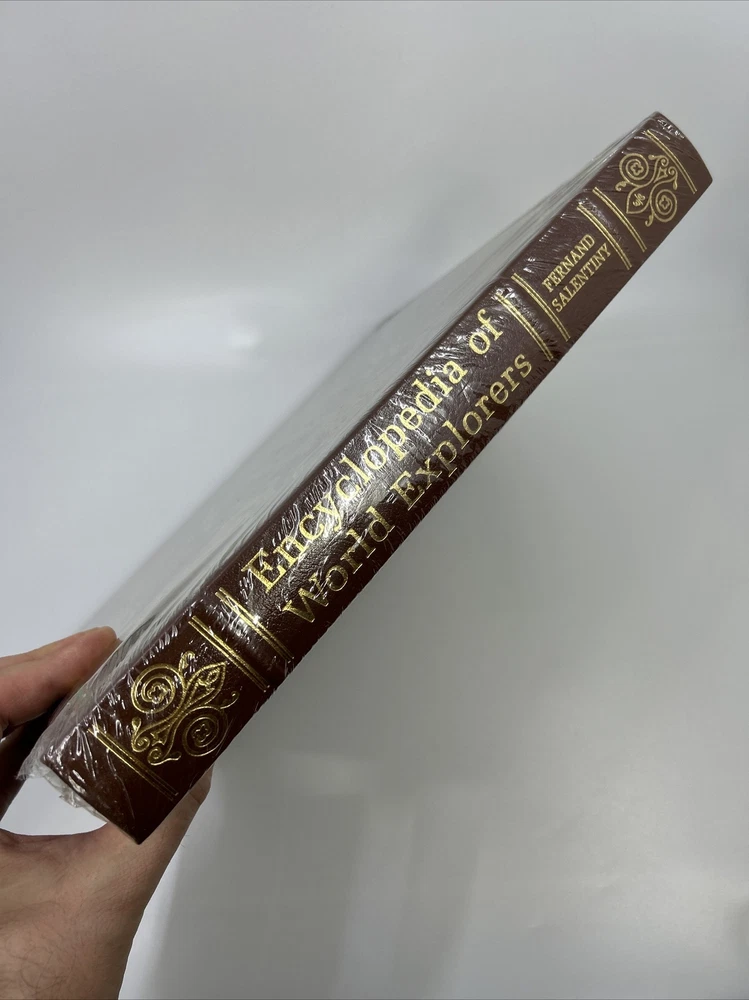 Encyclopedia of
World Explorers
FERNAND
SALENTINY